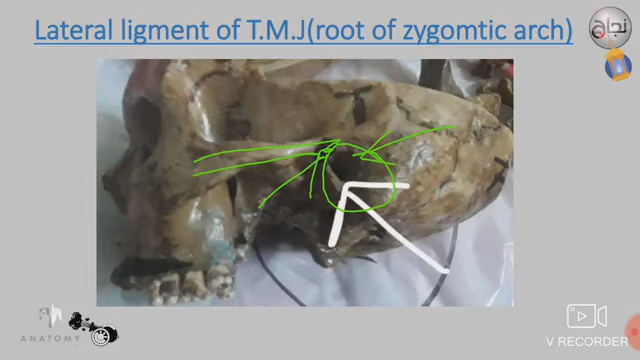 Lateral ligment of T.M.J(root of zygomtic arch)
نجاح
ANATOMY
V RECORDER